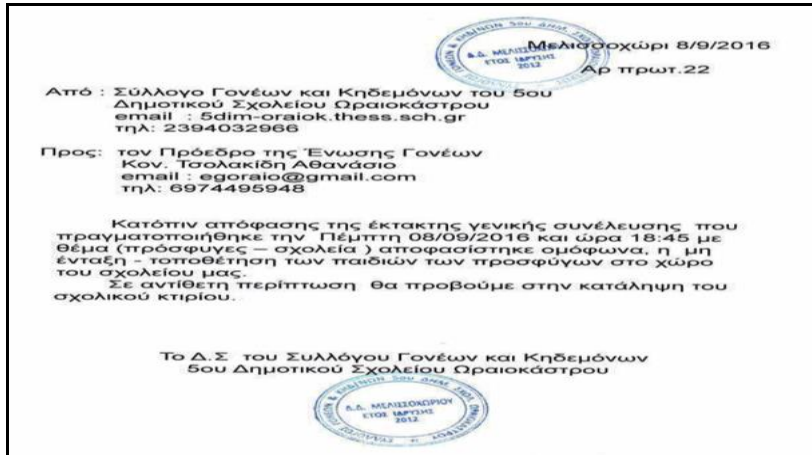 Μελισσοχώρι 8/9/2016
Αρ πρωτ.22
Από : Σύλλογο Γονέων και Κηδεμόνων του 5ου
Δημοτικού Σχολείου Ωραιοκάστρου
email : 5dim-oraiok.thess.sch.gr
τηλ: 2394032966
Προς: τον Πρόεδρο της Ένωσης Γονέων
Κον. Τσολακίδη Αθανάσιο
email : egoraio@gmail.com
τηλ: 6974495948
Κατόπιν απόφασης της έκτακτης γενικής συνέλευσης που
πραγματοποιήθηκε την Πέμπτη 08/09/2016 και ώρα 18:45 με
θέμα (πρόσφυγες – σχολεία ) αποφασίστηκε ομόφωνα, η μη
ένταξη - τοποθέτηση των παιδιών των προσφύγων στο χώρο
του σχολείου μας.
Σε αντίθετη περίπτωση θα προβούμε στην κατάληψη του
σχολικού κτιρίου.
Το Δ.Σ του Συλλόγου Γονέων και Κηδεμόνων
5ου Δημοτικού Σχολείου Ωραιοκάστρου
Δ.Δ. ΜΕΛΙΣΣΟΧΩΡΙΟΥ
ΕΤΟΣ ΙΔΡΥΣΗΣ
2012